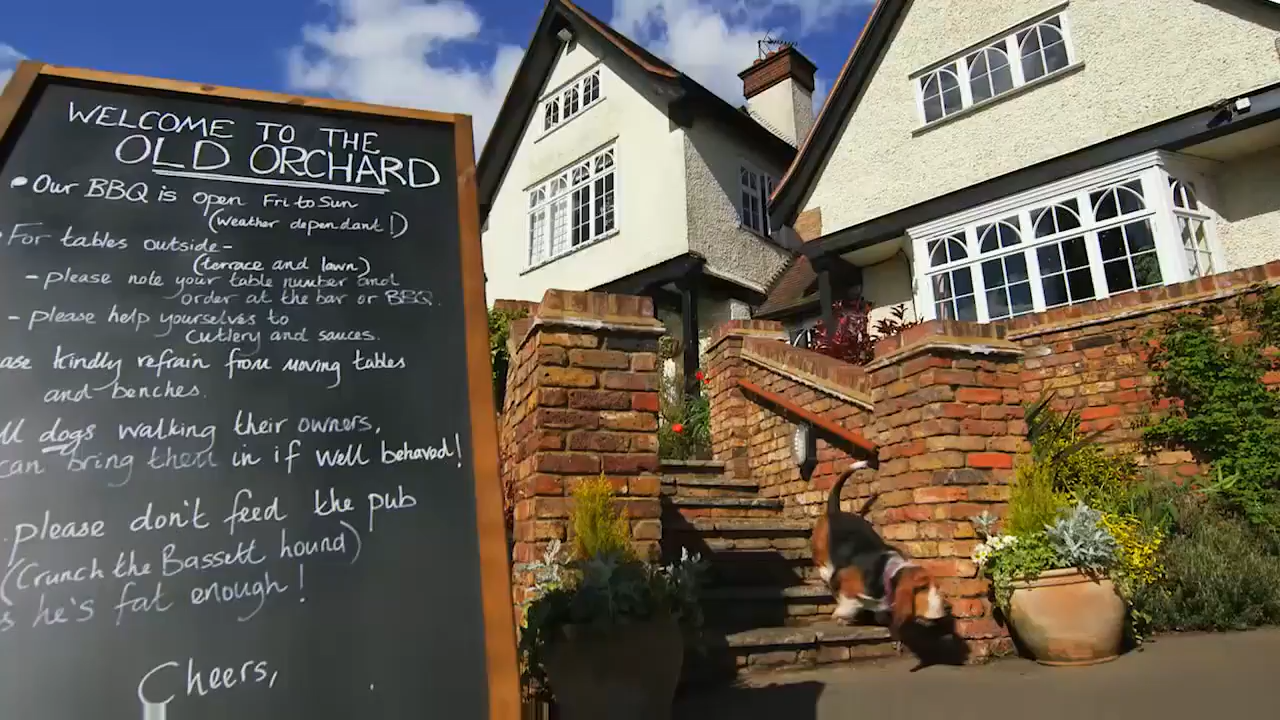 WELCOME TO THE
OLD ORCHARD
• Our BBQ is open Fri to Sun
(weather dependant!)
For tables outside-
(terrace and lawn)
- please note your table number and
order at the bar or BBQ.
- please help yourselves to
cutlery and sauces.
ase kindly refrain from moving tables
and benches.
ll dogs walking their owners,
can bring them in if well behaved!
please don't feed the pub
(Crunch the Bassett hound)
s he's fat enough!
Cheers,